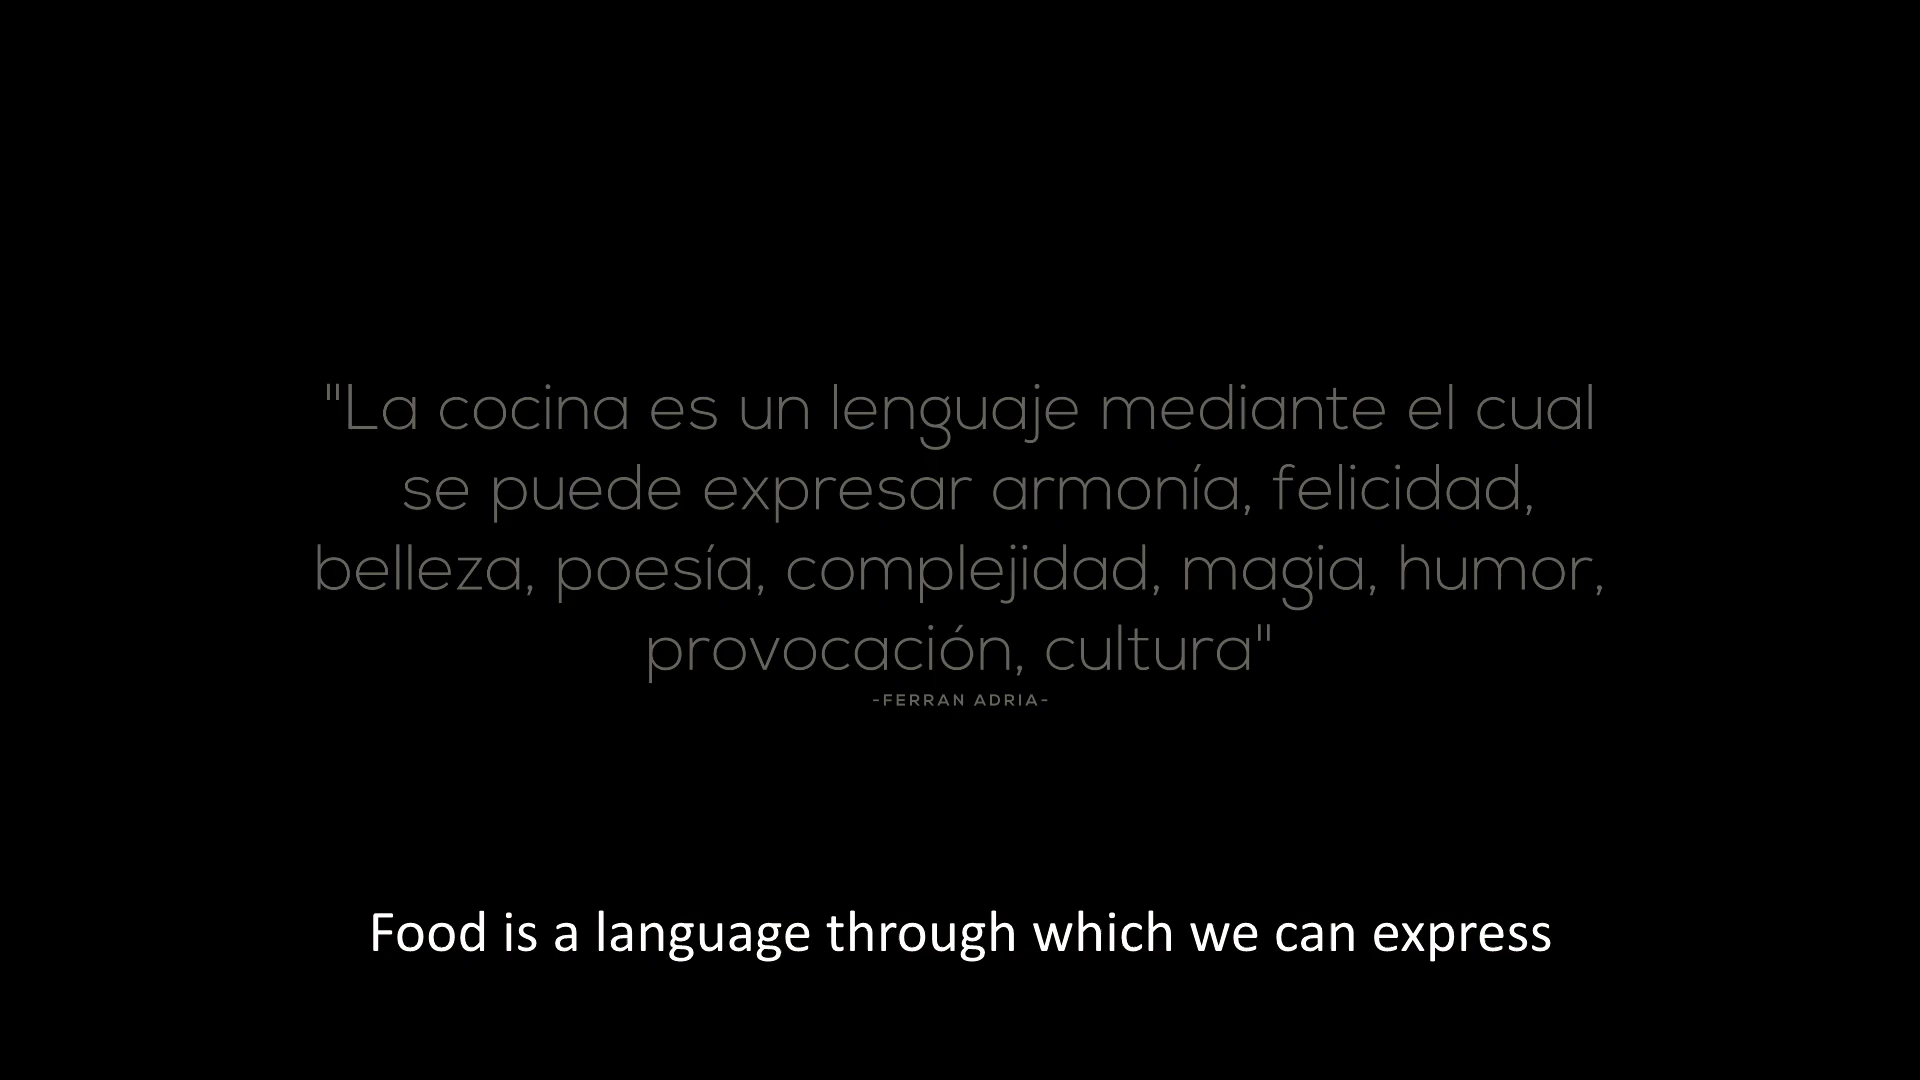 "La cocina es un lenguaje mediante el cual
se puede expresar armonía, felicidad,
belleza, poesía, complejidad, magia, humor,
provocación, cultura"
-FERRAN ADRIA-
Food is a language through which we can express